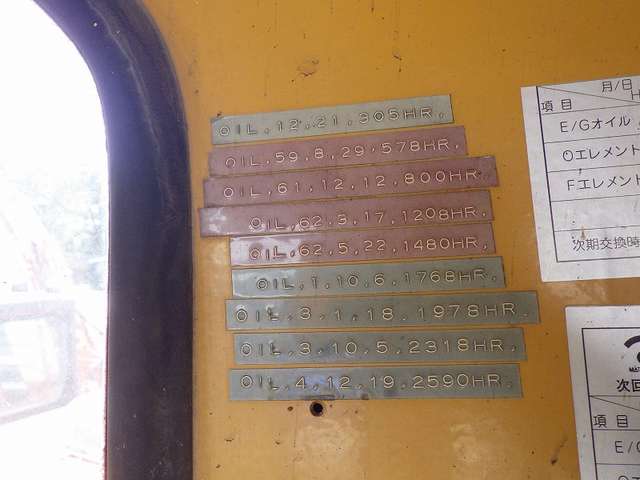 OIL, 12, 21, 305HR,
OIL, 59, 8, 29, 578HR,
OIL, 61, 12, 12, 800HR,
OIL, 62, 3, 17, 1208HR,
OIL, 62, 5, 22, 1480HR,
OIL, 1, 10, 6, 1768HR,
OIL, 3, 1, 18, 1978HR,
OIL, 3, 10, 5, 2318HR,
OIL, 4, 12, 19, 2590HR,
月/日
項目
E/Gオイル
Oエレメント
Fエレメント
次期交換時
次回
項目